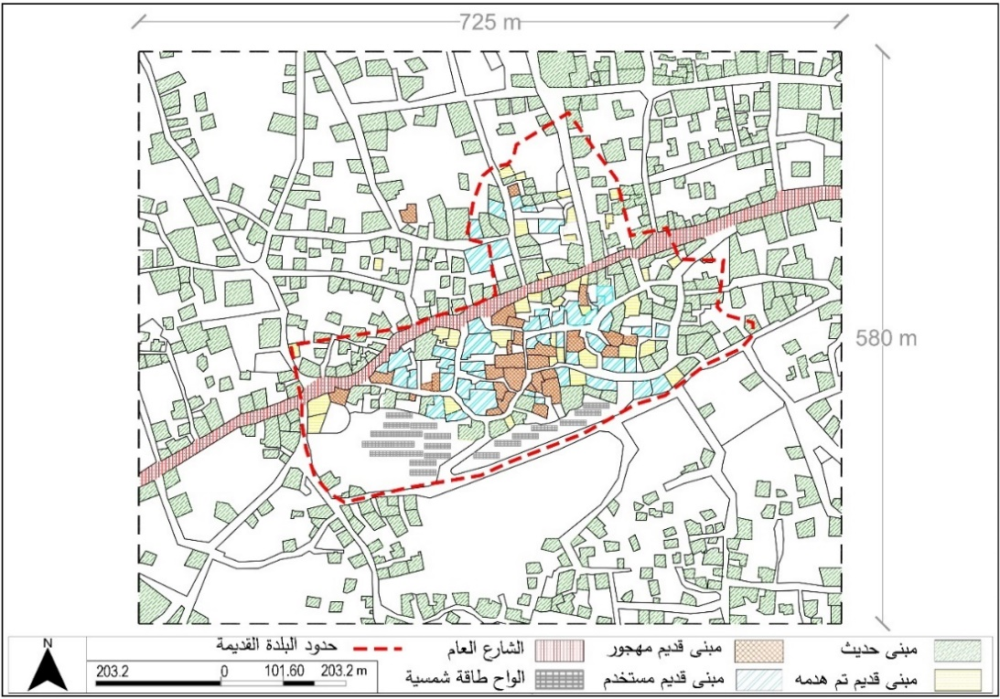 725 m
580 m
N
203.2 0 101.60 203.2 m
حدود البلدة القديمة
الشارع العام
الواح طاقة شمسية
مبنى قديم مهجور
مبنى قديم مستخدم
مبنى حديث
مبنى قديم تم هدمه